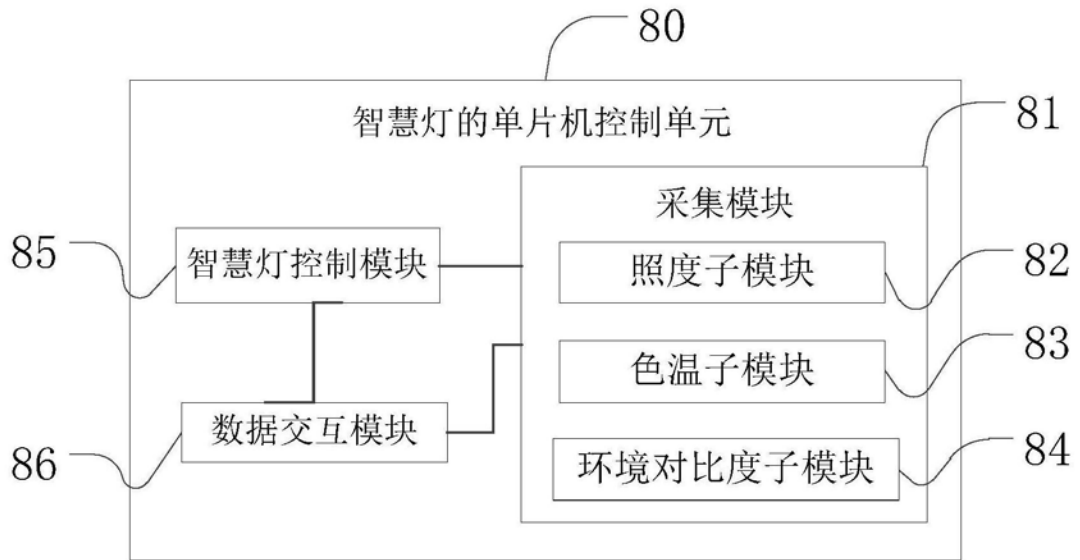 80
智慧灯的单片机控制单元
81
采集模块
85
智慧灯控制模块
照度子模块
82
色温子模块
83
86
数据交互模块
环境对比度子模块
84